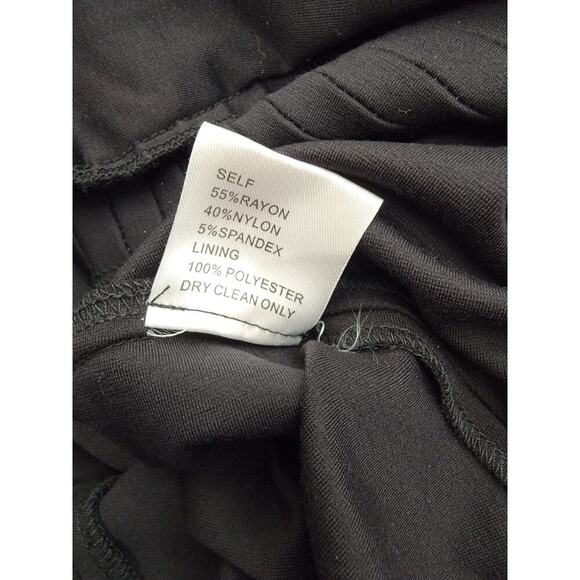 SELF
55%RAYON
40%NYLON
5%SPANDEX
LINING
100% POLYESTER
DRY CLEAN ONLY